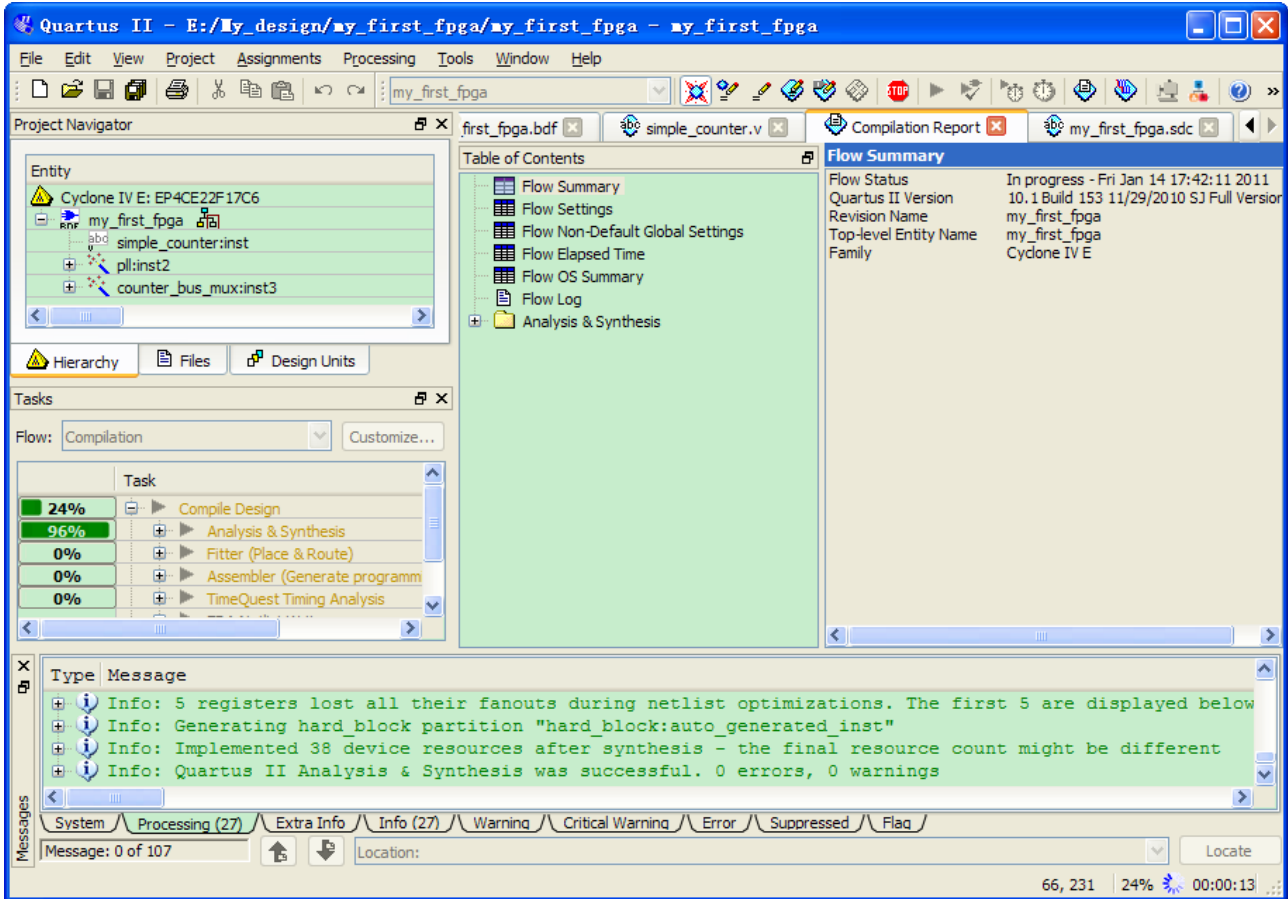 Quartus II - E:/My_design/my_first_fpga/my_first_fpga - my_first_fpga
File Edit View Project Assignments Processing Tools Window Help
my_first_fpga
STOP
Project Navigator
Entity
Cyclone IV E: EP4CE22F17C6
BDF
my_first_fpga
abc
simple_counter:inst
pll:inst2
counter_bus_mux:inst3
Hierarchy Files Design Units
Tasks
Flow: Compilation Customize...
Task
24% Compile Design
96% Analysis & Synthesis
0% Fitter (Place & Route)
0% Assembler (Generate programm
0% TimeQuest Timing Analysis
first_fpga.bdf simple_counter.v Compilation Report my_first_fpga.sdc
Table of Contents
Flow Summary
Flow Settings
Flow Non-Default Global Settings
Flow Elapsed Time
Flow OS Summary
Flow Log
Analysis & Synthesis
Flow Summary
Flow Status In progress - Fri Jan 14 17:42:11 2011
Quartus II Version 10.1 Build 153 11/29/2010 SJ Full Version
Revision Name my_first_fpga
Top-level Entity Name my_first_fpga
Family Cyclone IV E
Type Message
Info: 5 registers lost all their fanouts during netlist optimizations. The first 5 are displayed below
Info: Generating hard_block partition "hard_block:auto_generated_inst"
Info: Implemented 38 device resources after synthesis - the final resource count might be different
Info: Quartus II Analysis & Synthesis was successful. 0 errors, 0 warnings
System Processing (27) Extra Info Info (27) Warning Critical Warning Error Suppressed Flag
Messages
Message: 0 of 107 Location: Locate
66, 231 24% 00:00:13